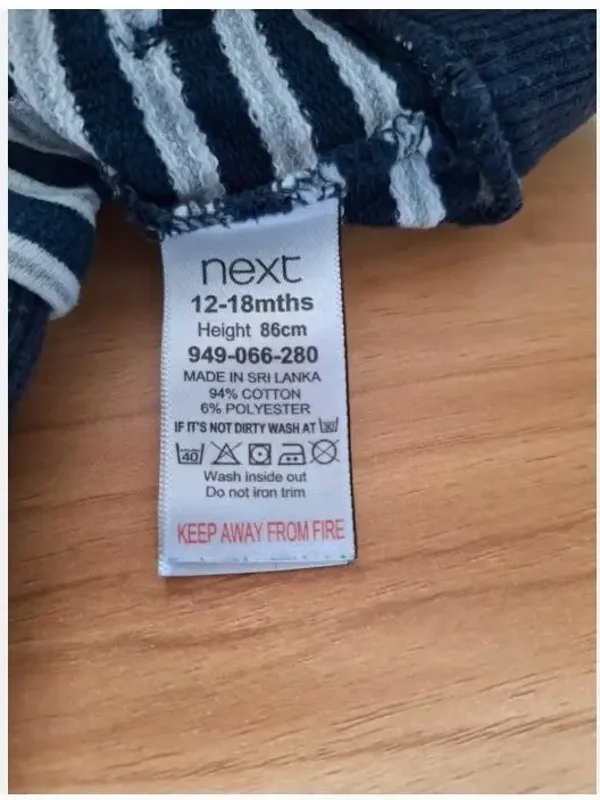 next
12-18mths
Height 86cm
949-066-280
MADE IN SRI LANKA
94% COTTON
6% POLYESTER
IF IT'S NOT DIRTY WASH AT 30
40
Wash inside out
Do not iron trim
KEEP AWAY FROM FIRE